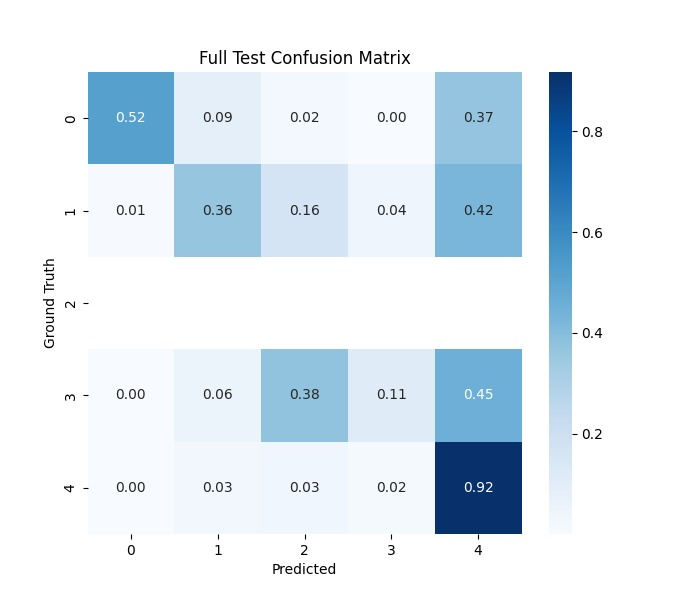 Full Test Confusion Matrix
0 0.52 0.09 0.02 0.00 0.37
0.8
1 0.01 0.36 0.16 0.04 0.42
0.6
Ground Truth
2
0.4
3 0.00 0.06 0.38 0.11 0.45
0.2
4 0.00 0.03 0.03 0.02 0.92
0 1 2 3 4
Predicted